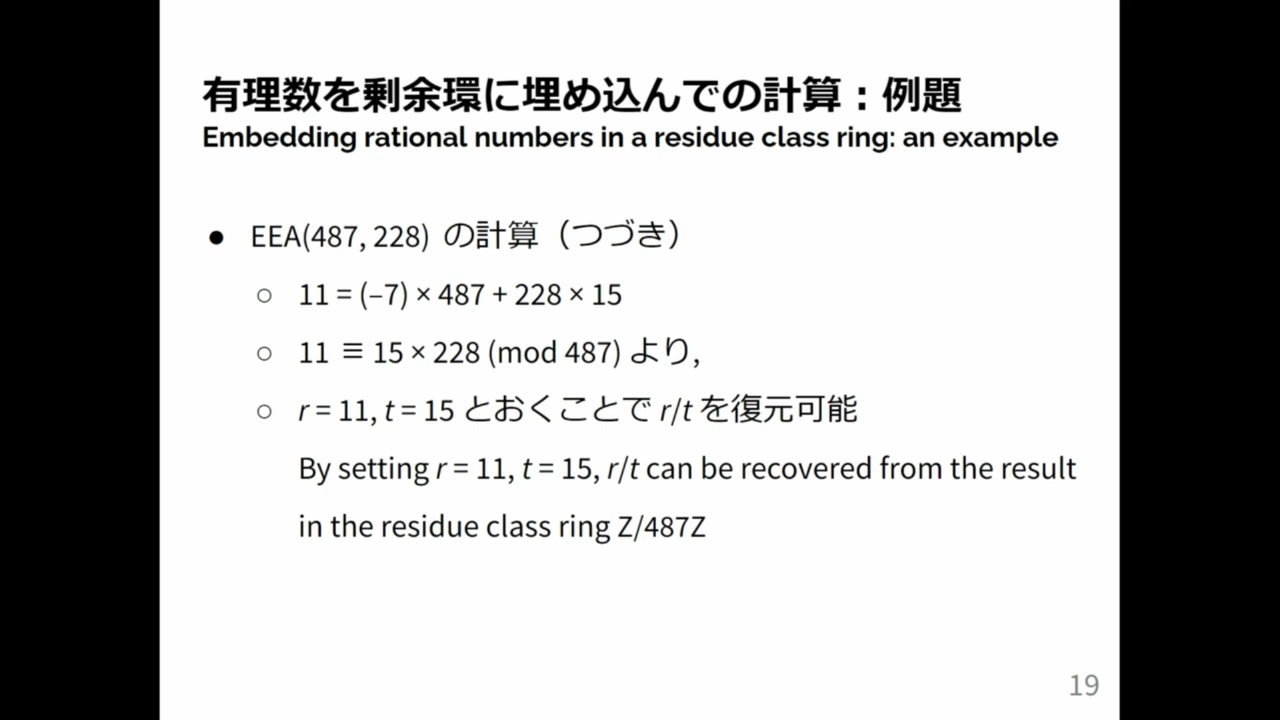 有理数を剰余環に埋め込んでの計算：例題
Embedding rational numbers in a residue class ring: an example
● EEA(487, 228) の計算（つづき）
○ 11 = (–7) × 487 + 228 × 15
○ 11 ≡ 15 × 228 (mod 487) より,
○ r = 11, t = 15 とおくことで r/t を復元可能
By setting r = 11, t = 15, r/t can be recovered from the result
in the residue class ring Z/487Z
19